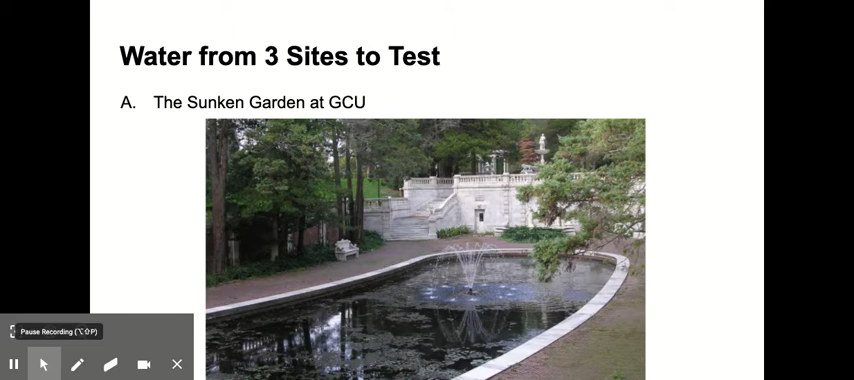 Water from 3 Sites to Test
A. The Sunken Garden at GCU
Pause Recording (⌥⇧P)